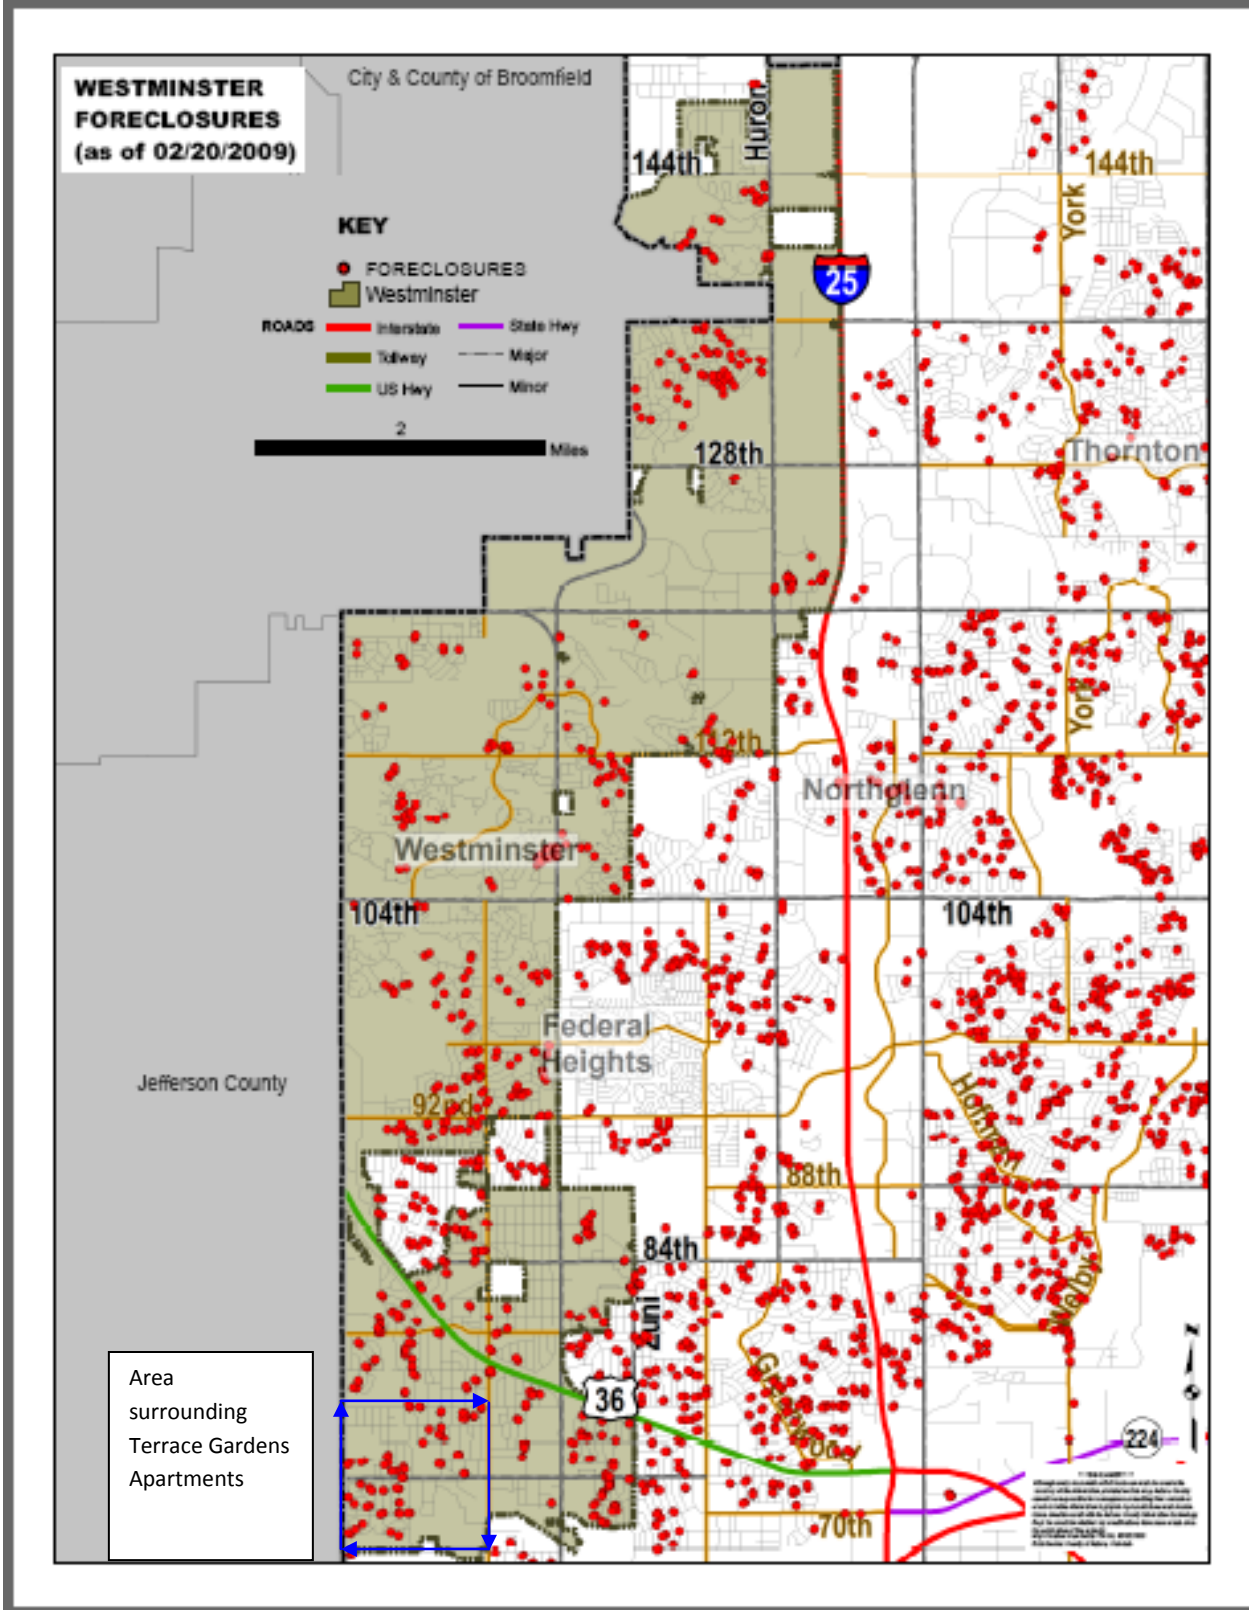 WESTMINSTER
FORECLOSURES
(as of 02/20/2009)
City & County of Broomfield
Huron
144th
144th
York
KEY
FORECLOSURES
Westminster
ROADS
Interstate
State Hwy
Tollway
Major
US Hwy
Minor
2
Miles
25
128th
Thornton
York
112th
Northglenn
Westminster
104th
104th
Federal
Heights
Jefferson County
92nd
Hoffman
88th
84th
Welby
Zuni
N
36
224
70th
Area
surrounding
Terrace Gardens
Apartments